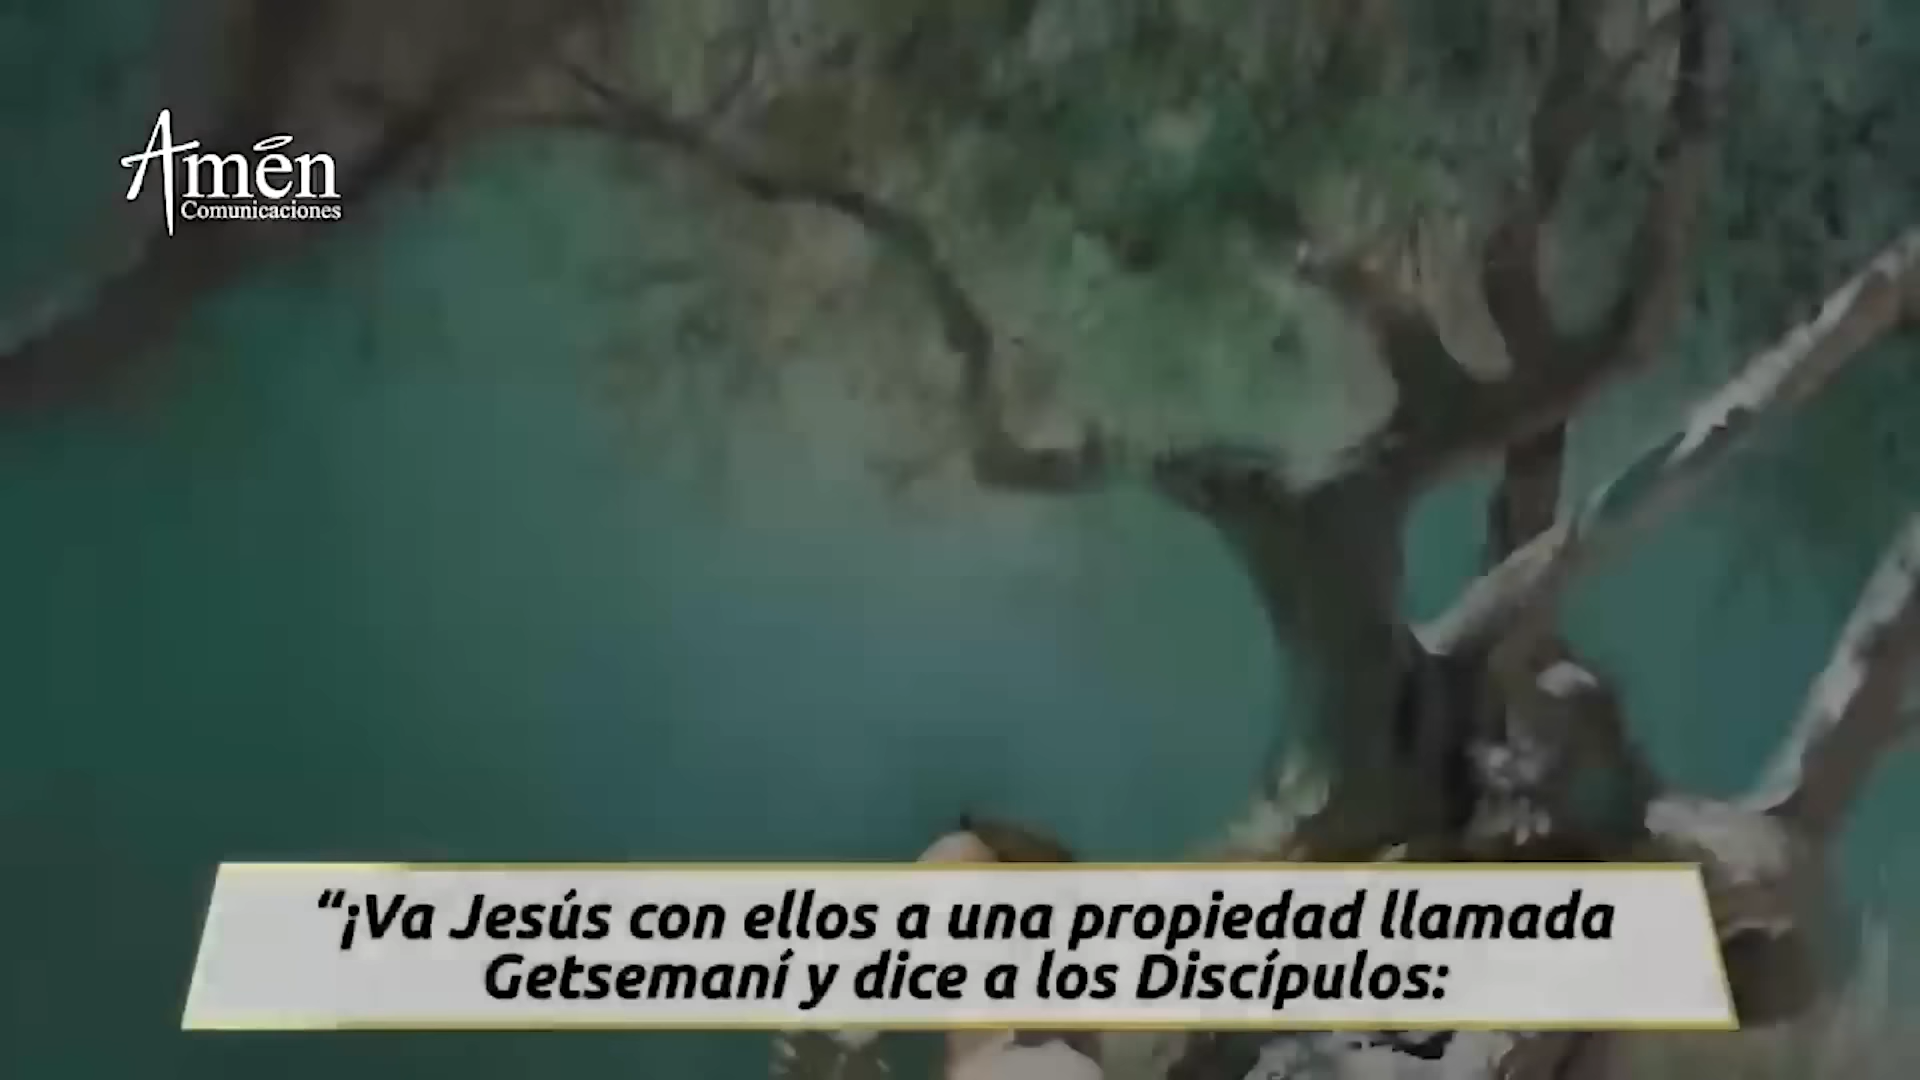 Amén
Comunicaciones
“¡Va Jesús con ellos a una propiedad llamada
Getsemaní y dice a los Discípulos: